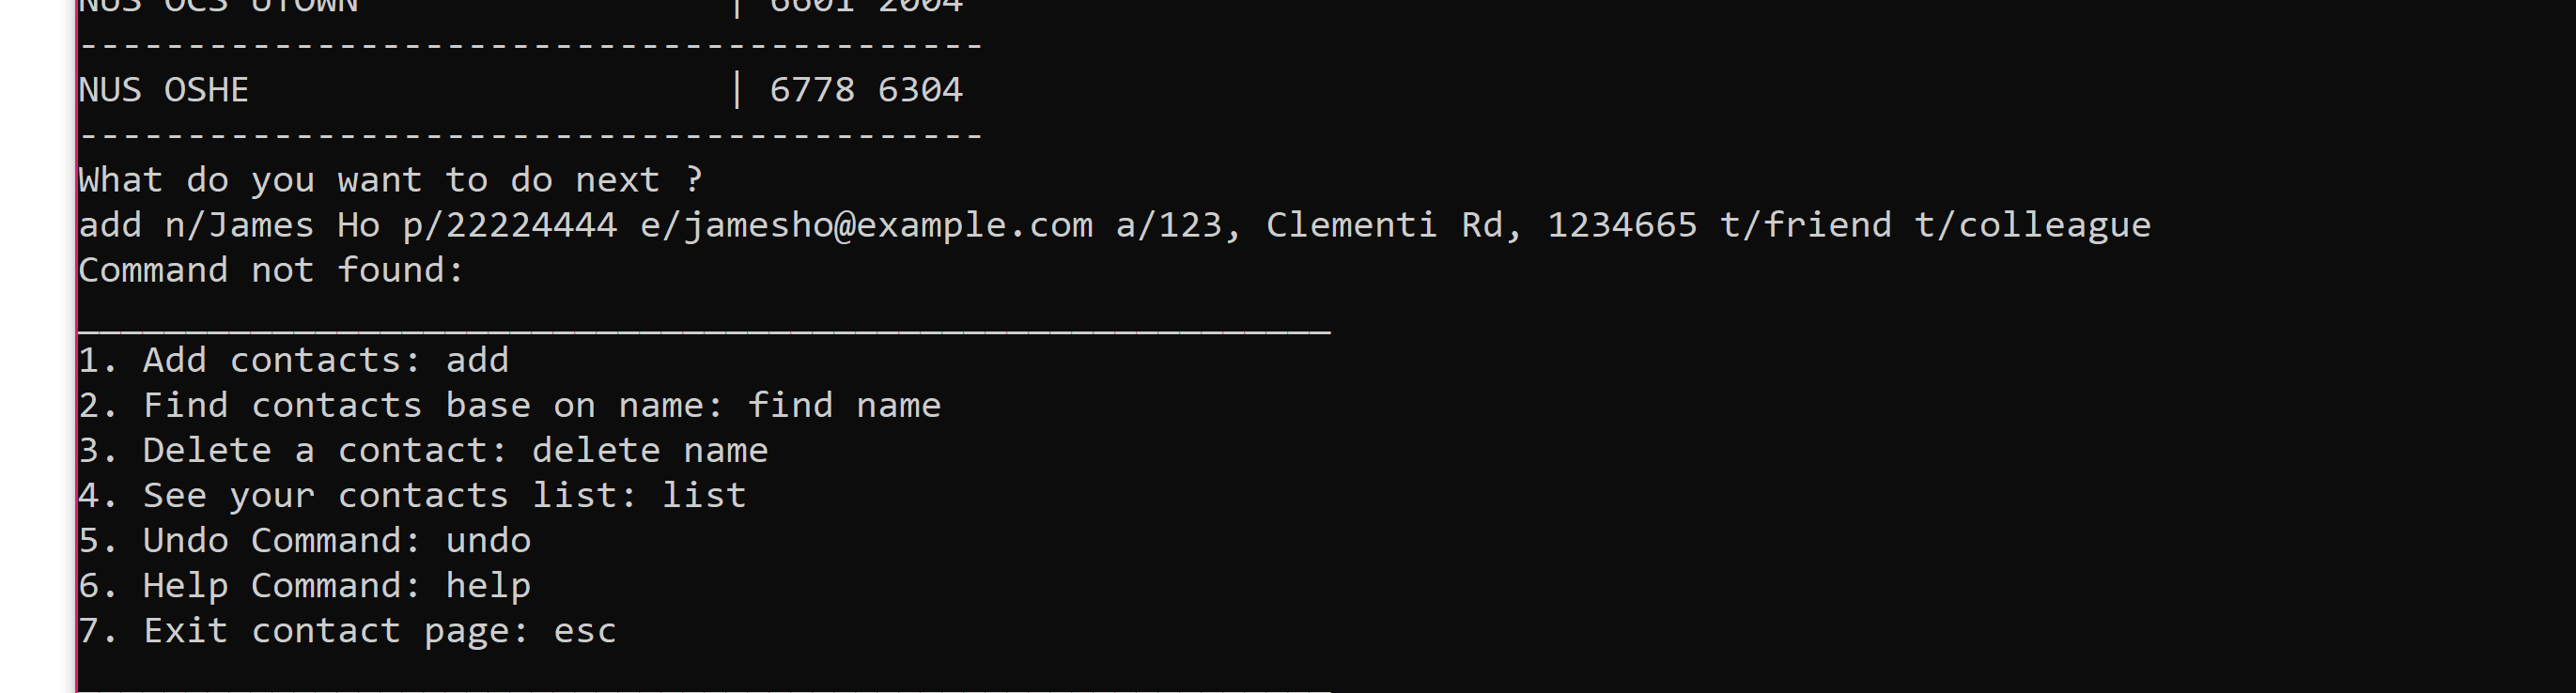 NUS OCS UTOWN | 6601 2004
------------------------------------------
NUS OSHE | 6778 6304
------------------------------------------
What do you want to do next ?
add n/James Ho p/22224444 e/jamesho@example.com a/123, Clementi Rd, 1234665 t/friend t/colleague
Command not found:
__________________________________________________________
1. Add contacts: add
2. Find contacts base on name: find name
3. Delete a contact: delete name
4. See your contacts list: list
5. Undo Command: undo
6. Help Command: help
7. Exit contact page: esc
__________________________________________________________